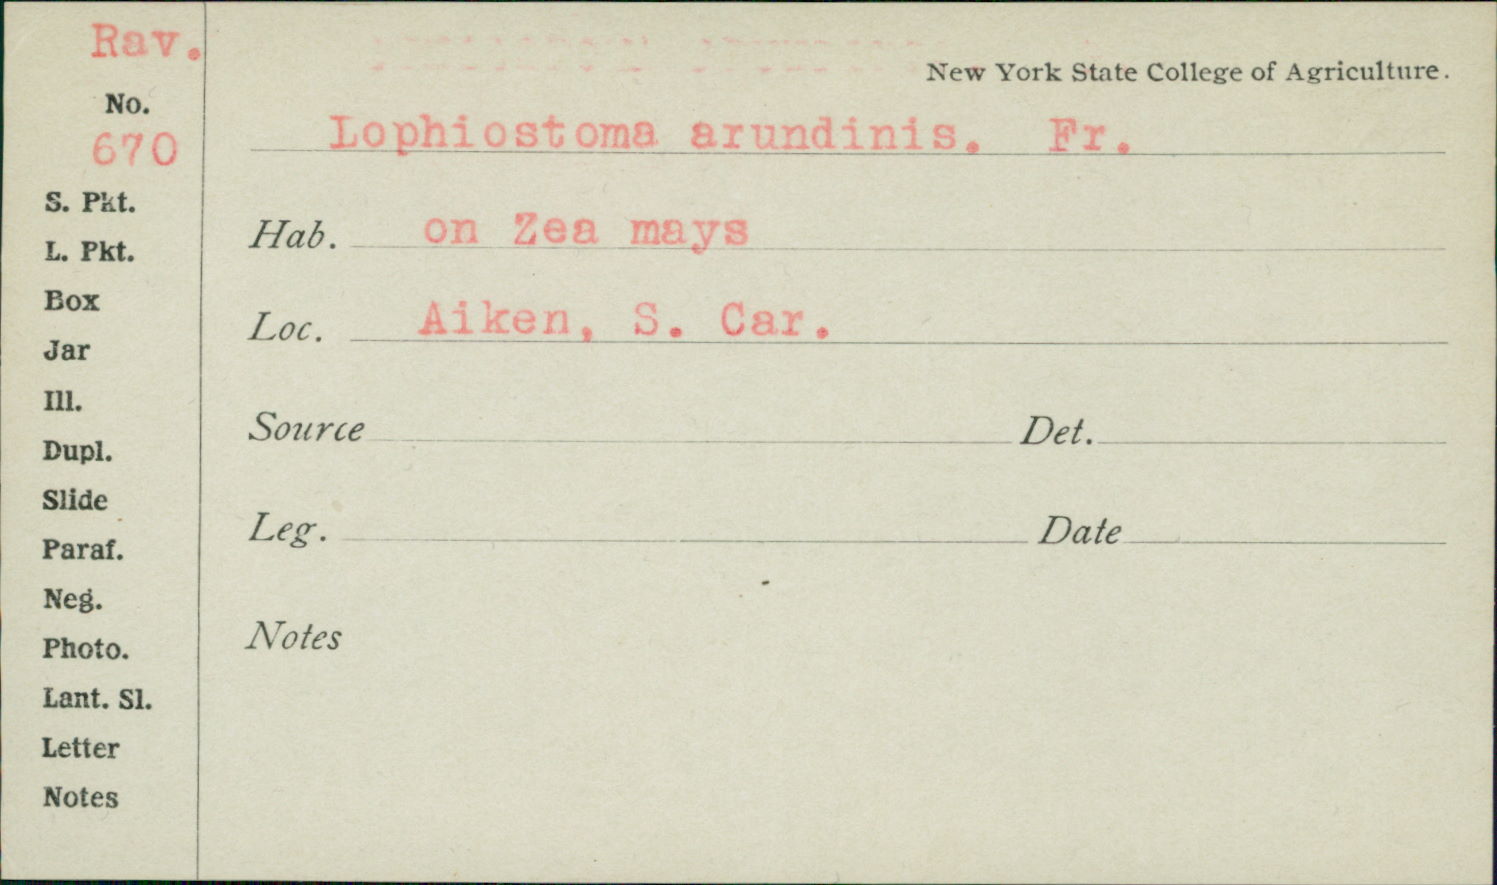 Rav.
New York State College of Agriculture.
No.
670
Lophiostoma arundinis. Fr.
S. Pkt.
Hab. on Zea mays
L. Pkt.
Box
Loc. Aiken, S. Car.
Jar
Ill.
Source Det.
Dupl.
Slide
Leg. Date
Paraf.
Neg.
Notes
Photo.
Lant. Sl.
Letter
Notes